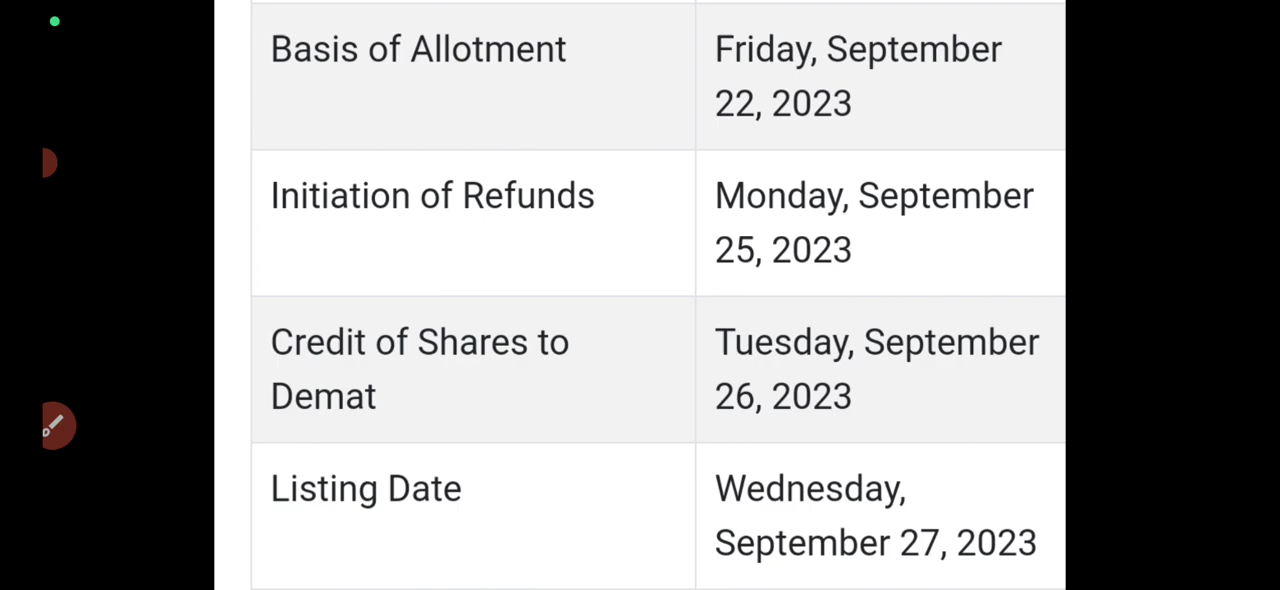 Basis of Allotment
Friday, September
22, 2023
Initiation of Refunds
Monday, September
25, 2023
Credit of Shares to
Demat
Tuesday, September
26, 2023
Listing Date
Wednesday,
September 27, 2023